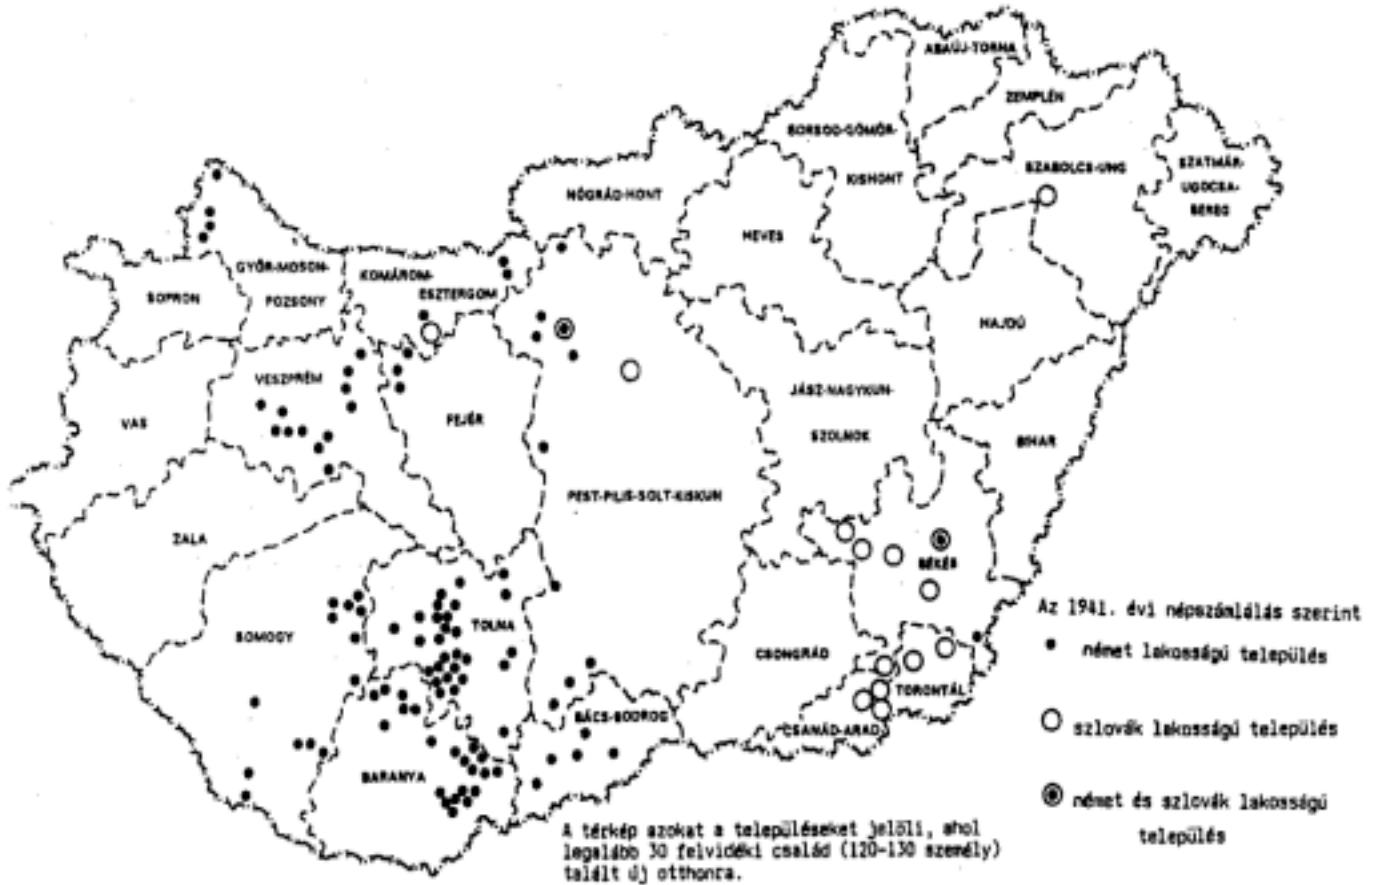 ABAÚJ-TORNA
ZEMPLÉN
BORSOD-GÖMÖR-
KISHONT
SZABOLCS-UNG
SZATMÁR-
UGOCSA-
BEREG
NÓGRÁD-HONT
HEVES
GYŐR-MOSON-
POZSONY
KOMÁROM-
ESZTERGOM
SOPRON
HAJDÚ
VESZPRÉM
VAS
FEJÉR
JÁSZ-NAGYKUN-
SZOLNOK
BIHAR
PEST-PILIS-SOLT-KISKUN
ZALA
BÉKÉS
SOMOGY
TOLNA
CSONGRÁD
TORONTÁL
BÁCS-BODROG
CSANÁD-ARAD
BARANYA
Az 1941. évi népszámlálás szerint
német lakosságú település
szlovák lakosságú település
német és szlovák lakosságú
település
A térkép azokat a településeket jelöli, ahol
legalább 30 felvidéki család (120-130 személy)
talált új otthonra.